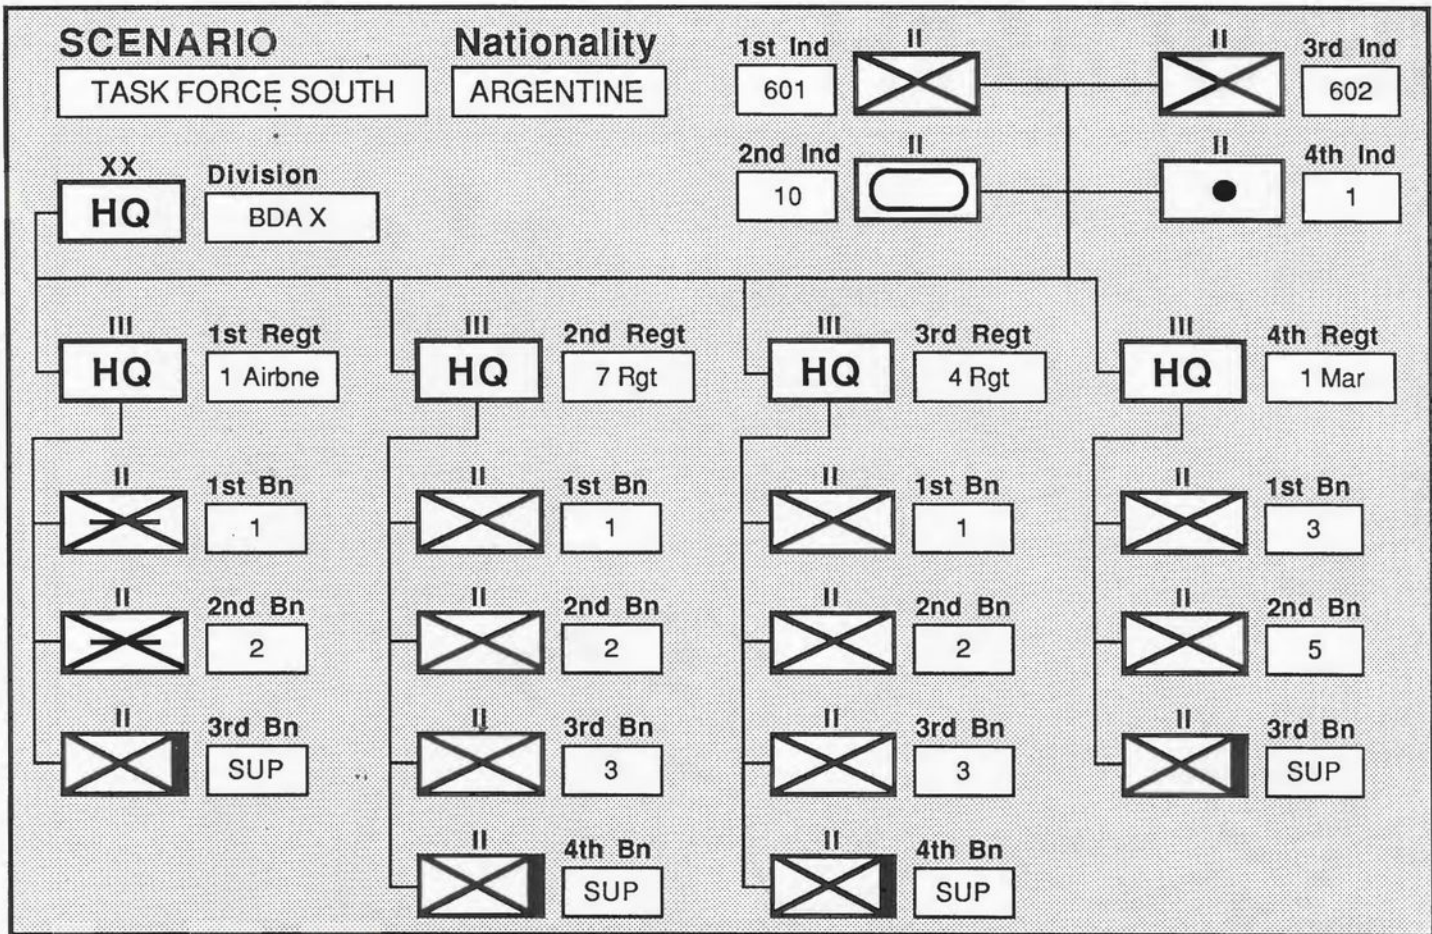 SCENARIO Nationality
TASK FORCE SOUTH ARGENTINE
1st Ind II II 3rd Ind
601 602
2nd Ind II II 4th Ind
10 1
XX Division
HQ BDA X
III 1st Regt III 2nd Regt III 3rd Regt III 4th Regt
HQ 1 Airbne HQ 7 Rgt HQ 4 Rgt HQ 1 Mar
II 1st Bn II 1st Bn II 1st Bn II 1st Bn
1 1 1 3
II 2nd Bn II 2nd Bn II 2nd Bn II 2nd Bn
2 2 2 5
II 3rd Bn II 3rd Bn II 3rd Bn II 3rd Bn
SUP 3 3 SUP
II 4th Bn II 4th Bn
SUP SUP